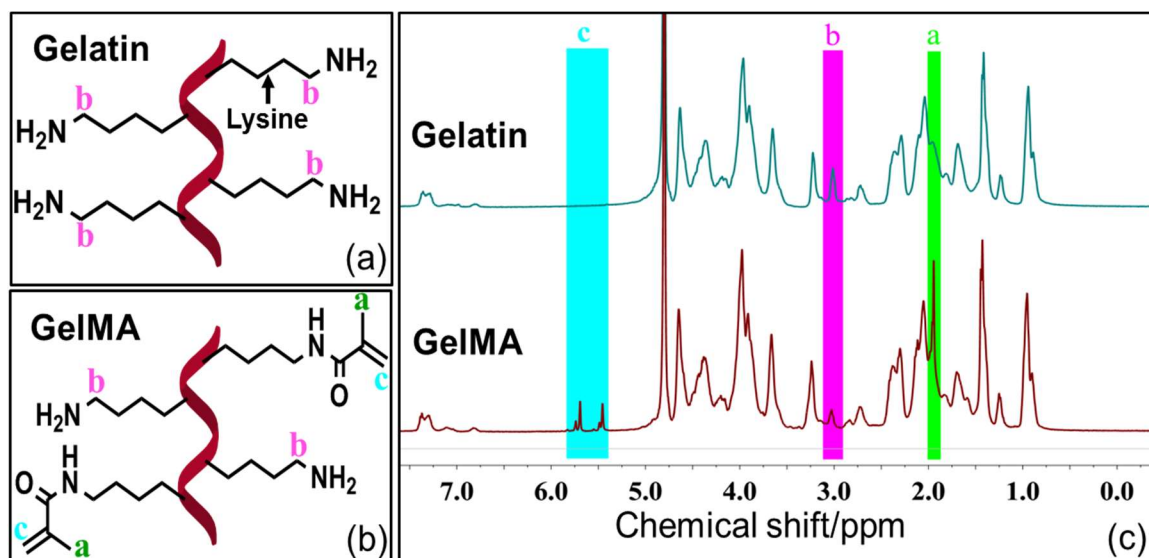 Gelatin
NH2
b
Lysine
b
H2N
b
H2N
NH2
b
(a)
GelMA
a
H
N
O
c
b
H2N
b
H
N
O
NH2
c
a
(b)
c
b
a
Gelatin
GelMA
7.0 6.0 5.0 4.0 3.0 2.0 1.0 0.0
Chemical shift/ppm
(c)